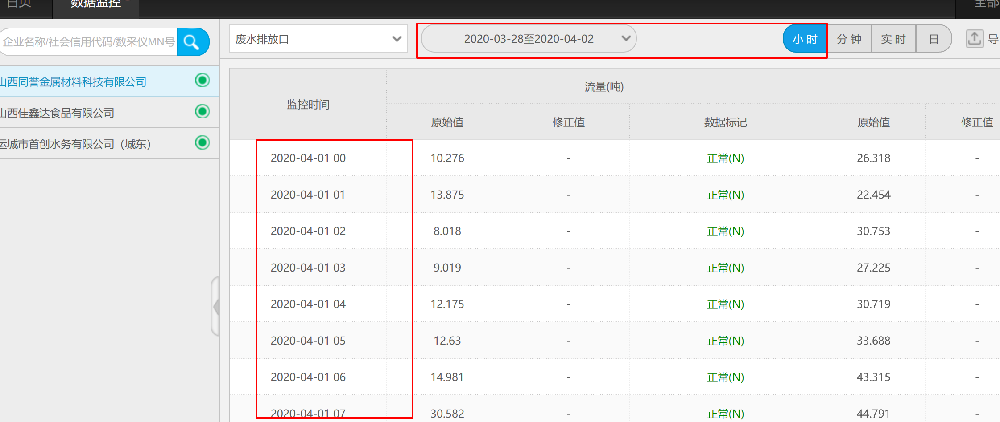 首页 数据监控 全部
企业名称/社会信用代码/数采仪MN号
废水排放口 2020-03-28至2020-04-02 小时 分钟 实时 日 导
山西同誉金属材料科技有限公司
山西佳鑫达食品有限公司
运城市首创水务有限公司（城东）
监控时间 流量(吨)
原始值 修正值 数据标记 原始值 修正值
2020-04-01 00 10.276 - 正常(N) 26.318 -
2020-04-01 01 13.875 - 正常(N) 22.454 -
2020-04-01 02 8.018 - 正常(N) 30.753 -
2020-04-01 03 9.019 - 正常(N) 27.225 -
2020-04-01 04 12.175 - 正常(N) 30.719 -
2020-04-01 05 12.63 - 正常(N) 33.688 -
2020-04-01 06 14.981 - 正常(N) 43.315 -
2020-04-01 07 30.582 - 正常(N) 44.791 -